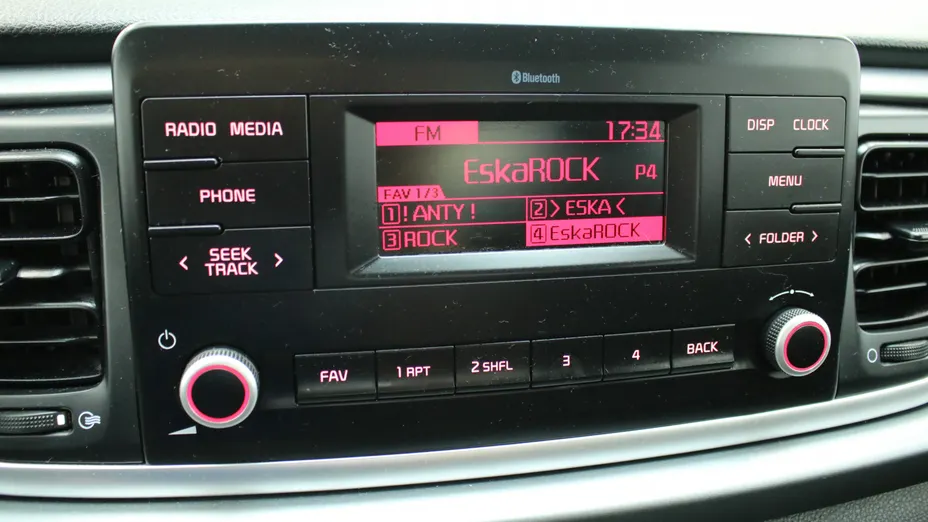 Bluetooth
RADIO MEDIA
PHONE
< SEEK TRACK >
FM 17:34
EskaROCK P4
FAV 1/3
1 ! ANTY ! 2 > ESKA <
3 ROCK 4 EskaROCK
DISP CLOCK
MENU
< FOLDER >
FAV 1 RPT 2 SHFL 3 4 BACK